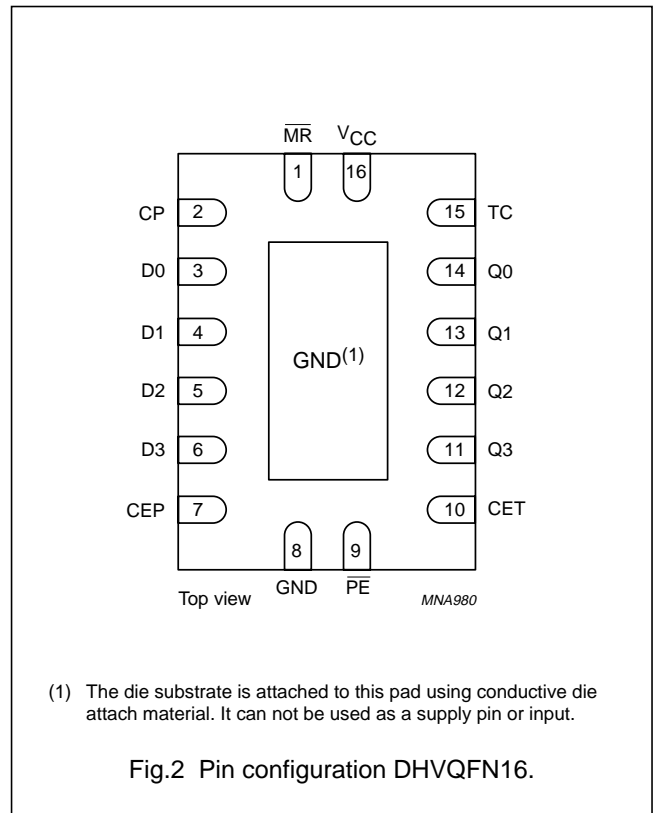 M̅R̅ VCC
1 16
CP 2 15 TC
D0 3 14 Q0
D1 4 13 Q1
GND(1)
D2 5 12 Q2
D3 6 11 Q3
CEP 7 10 CET
8 9
Top view GND P̅E̅ MNA980
(1) The die substrate is attached to this pad using conductive die
attach material. It can not be used as a supply pin or input.
Fig.2 Pin configuration DHVQFN16.